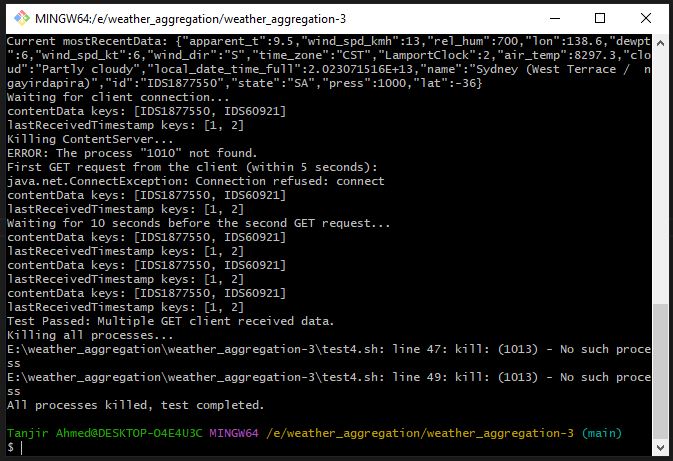 MINGW64:/e/weather_aggregation/weather_aggregation-3
Current mostRecentData: {"apparent_t":9.5,"wind_spd_kmh":13,"rel_hum":700,"lon":138.6,"dewpt
":6,"wind_spd_kt":6,"wind_dir":"S","time_zone":"CST","LamportClock":2,"air_temp":8297.3,"clo
ud":"Partly cloudy","local_date_time_full":2.023071516E+13,"name":"Sydney (West Terrace /  n
gayirdapira)","id":"IDS1877550","state":"SA","press":1000,"lat":-36}
Waiting for client connection...
contentData keys: [IDS1877550, IDS60921]
lastReceivedTimestamp keys: [1, 2]
Killing ContentServer...
ERROR: The process "1010" not found.
First GET request from the client (within 5 seconds):
java.net.ConnectException: Connection refused: connect
contentData keys: [IDS1877550, IDS60921]
lastReceivedTimestamp keys: [1, 2]
Waiting for 10 seconds before the second GET request...
contentData keys: [IDS1877550, IDS60921]
lastReceivedTimestamp keys: [1, 2]
contentData keys: [IDS1877550, IDS60921]
lastReceivedTimestamp keys: [1, 2]
contentData keys: [IDS1877550, IDS60921]
lastReceivedTimestamp keys: [1, 2]
Test Passed: Multiple GET client received data.
Killing all processes...
E:\weather_aggregation\weather_aggregation-3\test4.sh: line 47: kill: (1013) - No such proce
ss
E:\weather_aggregation\weather_aggregation-3\test4.sh: line 49: kill: (1013) - No such proce
ss
All processes killed, test completed.
Tanjir Ahmed@DESKTOP-O4E4U3C MINGW64 /e/weather_aggregation/weather_aggregation-3 (main)
$